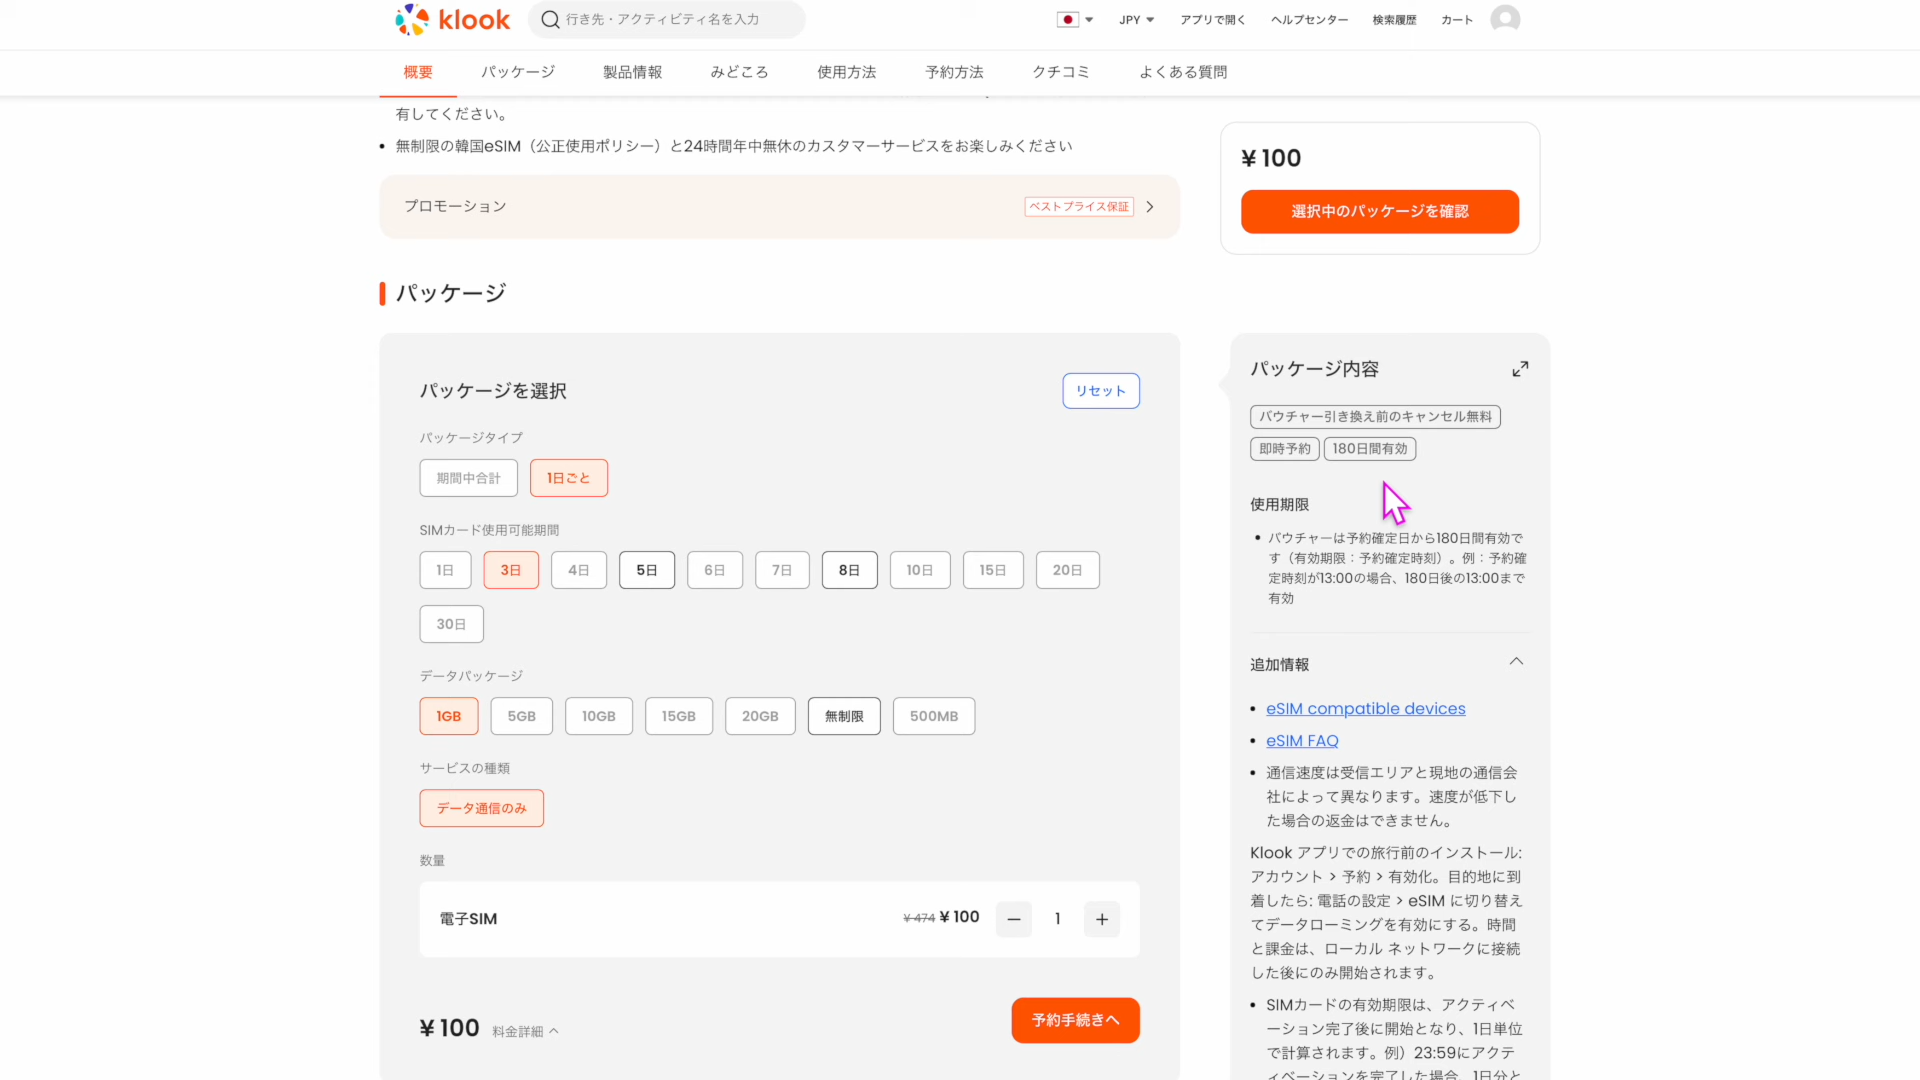 klook
行き先・アクティビティ名を入力
JPY
アプリで開く
ヘルプセンター
検索履歴
カート
概要
パッケージ
製品情報
みどころ
使用方法
予約方法
クチコミ
よくある質問
有してください。
無制限の韓国eSIM（公正使用ポリシー）と24時間年中無休のカスタマーサービスをお楽しみください
プロモーション
ベストプライス保証
¥ 100
選択中のパッケージを確認
パッケージ
パッケージを選択
リセット
パッケージタイプ
期間中合計
1日ごと
SIMカード使用可能期間
1日
3日
4日
5日
6日
7日
8日
10日
15日
20日
30日
データパッケージ
1GB
5GB
10GB
15GB
20GB
無制限
500MB
サービスの種類
データ通信のみ
数量
電子SIM
¥ 474 ¥ 100
1
¥ 100
料金詳細
予約手続きへ
パッケージ内容
バウチャー引き換え前のキャンセル無料
即時予約
180日間有効
使用期限
バウチャーは予約確定日から180日間有効で
す（有効期限：予約確定時刻）。例：予約確
定時刻が13:00の場合、180日後の13:00まで
有効
追加情報
eSIM compatible devices
eSIM FAQ
通信速度は受信エリアと現地の通信会
社によって異なります。速度が低下し
た場合の返金はできません。
Klook アプリでの旅行前のインストール:
アカウント > 予約 > 有効化。目的地に到
着したら: 電話の設定 > eSIM に切り替え
てデータローミングを有効にする。時間
と課金は、ローカル ネットワークに接続
した後にのみ開始されます。
SIMカードの有効期限は、アクティベ
ーション完了後に開始となり、1日単位
で計算されます。例）23:59にアクテ
ィベーションを完了した場合、1日分と